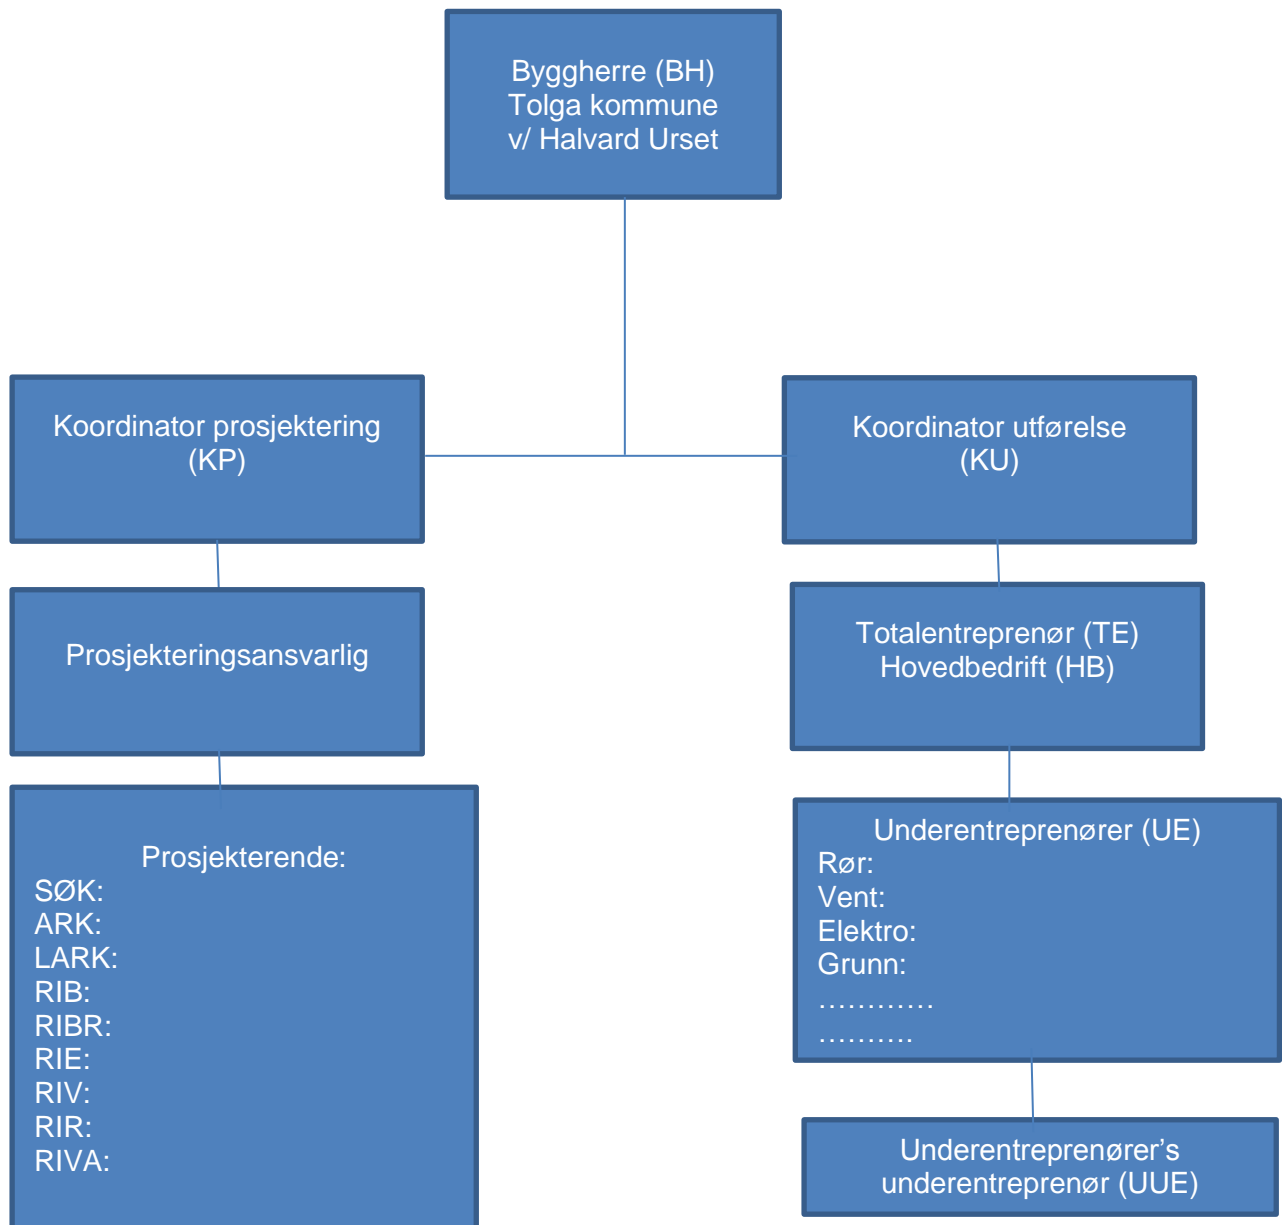 Byggherre (BH)
Tolga kommune
v/ Halvard Urset
Koordinator prosjektering
(KP)
Koordinator utførelse
(KU)
Prosjekteringsansvarlig
Totalentreprenør (TE)
Hovedbedrift (HB)
Prosjekterende:
SØK:
ARK:
LARK:
RIB:
RIBR:
RIE:
RIV:
RIR:
RIVA:
Underentreprenører (UE)
Rør:
Vent:
Elektro:
Grunn:
…………
……….
Underentreprenører’s
underentreprenør (UUE)